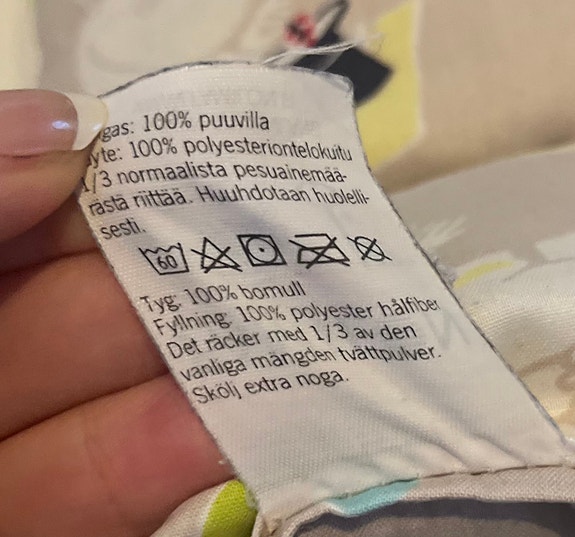 gas: 100% puuvilla
yte: 100% polyesteriontelokuitu
1/3 normaalista pesuainemää-
rästä riittää. Huuhdotaan huolelli-
sesti.
60
Tyg: 100% bomull
Fyllning: 100% polyester hålfiber
Det räcker med 1/3 av den
vanliga mängden tvättpulver.
Skölj extra noga.